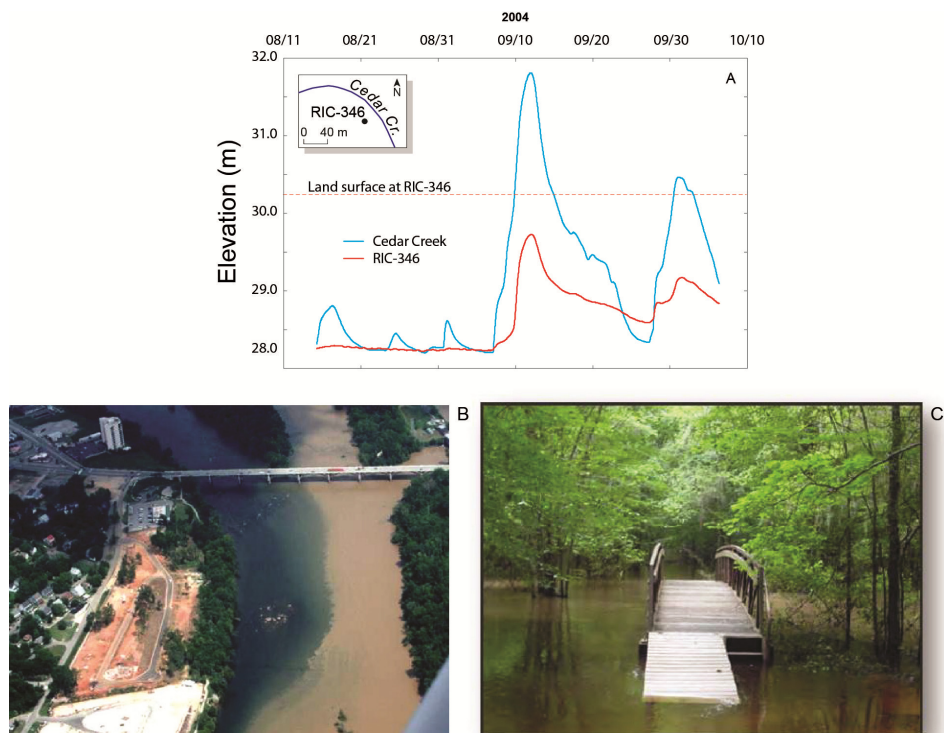 2004
08/11 08/21 08/31 09/10 09/20 09/30 10/10
32.0
A
Cedar Cr.
N
RIC-346
0 40 m
31.0
Land surface at RIC-346
30.0
Elevation (m)
Cedar Creek
RIC-346
29.0
28.0
B
C